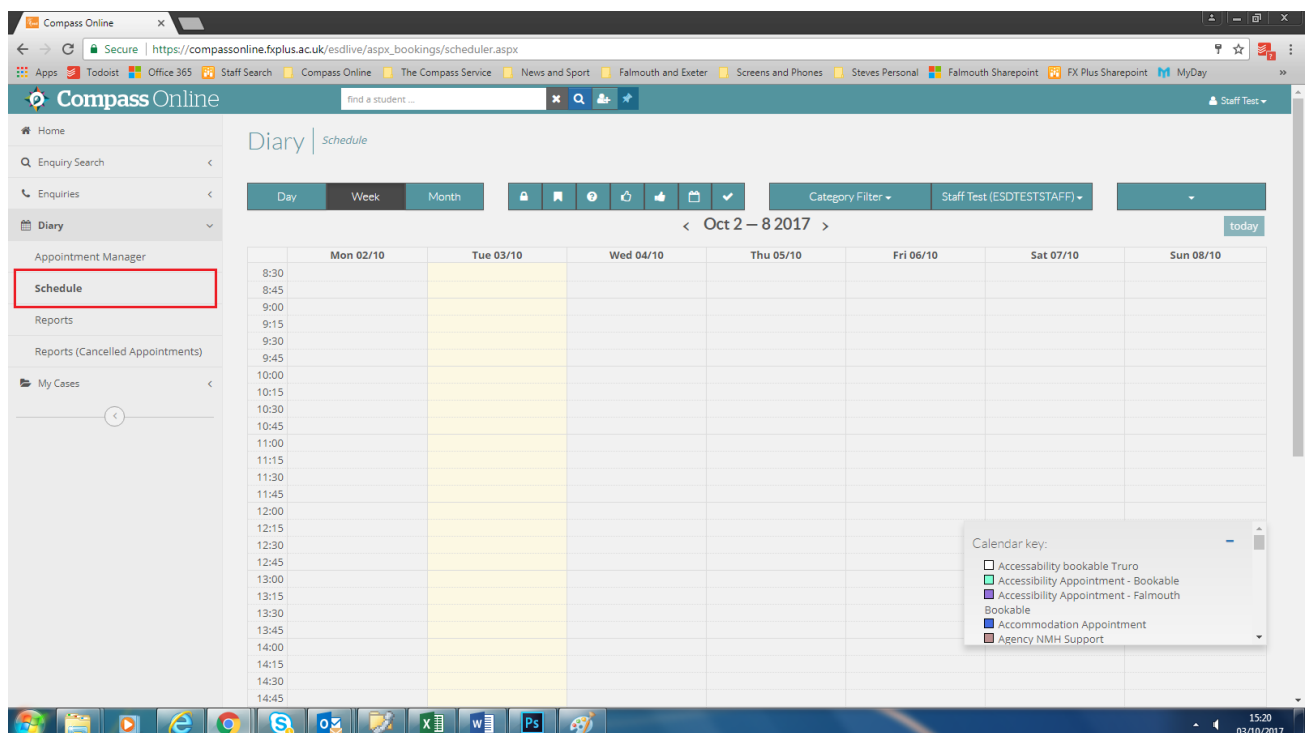 Compass Online
Secure | https://compassonline.fxplus.ac.uk/esdlive/aspx_bookings/scheduler.aspx
Apps Todoist Office 365 Staff Search Compass Online The Compass Service News and Sport Falmouth and Exeter Screens and Phones Steves Personal Falmouth Sharepoint FX Plus Sharepoint MyDay »
Compass Online find a student ... Staff Test
Home
Diary | Schedule
Enquiry Search
Enquiries
Day Week Month Category Filter Staff Test (ESDTESTSTAFF)
Diary
Oct 2 — 8 2017 today
Appointment Manager
Schedule
Reports
Reports (Cancelled Appointments)
My Cases
Mon 02/10 Tue 03/10 Wed 04/10 Thu 05/10 Fri 06/10 Sat 07/10 Sun 08/10
8:30
8:45
9:00
9:15
9:30
9:45
10:00
10:15
10:30
10:45
11:00
11:15
11:30
11:45
12:00
12:15
12:30
12:45
13:00
13:15
13:30
13:45
14:00
14:15
14:30
14:45
Calendar key:
Accessability bookable Truro
Accessibility Appointment - Bookable
Accessibility Appointment - Falmouth
Bookable
Accommodation Appointment
Agency NMH Support
Ps
15:20
03/10/2017